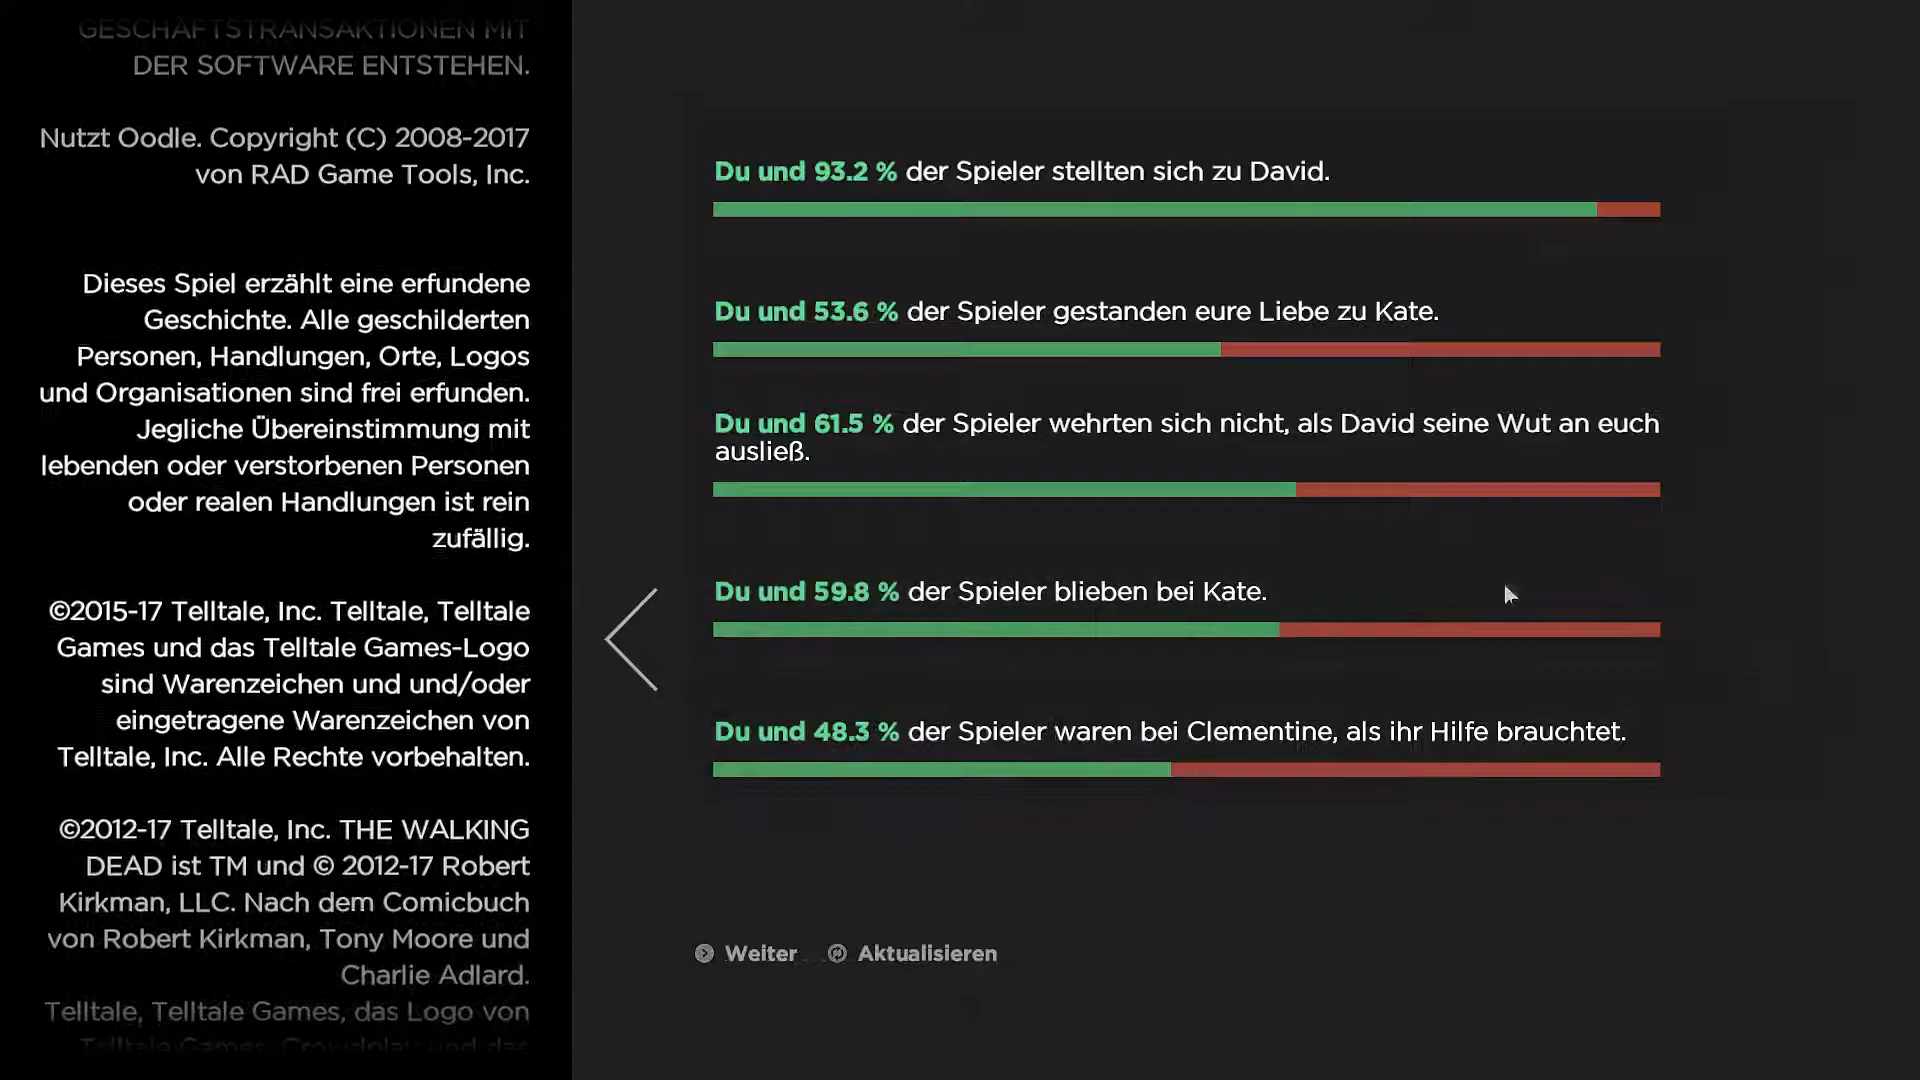 GESCHÄFTSTRANSAKTIONEN MIT
DER SOFTWARE ENTSTEHEN.
Nutzt Oodle. Copyright (C) 2008-2017
von RAD Game Tools, Inc.
Dieses Spiel erzählt eine erfundene
Geschichte. Alle geschilderten
Personen, Handlungen, Orte, Logos
und Organisationen sind frei erfunden.
Jegliche Übereinstimmung mit
lebenden oder verstorbenen Personen
oder realen Handlungen ist rein
zufällig.
©2015-17 Telltale, Inc. Telltale, Telltale
Games und das Telltale Games-Logo
sind Warenzeichen und und/oder
eingetragene Warenzeichen von
Telltale, Inc. Alle Rechte vorbehalten.
©2012-17 Telltale, Inc. THE WALKING
DEAD ist TM und © 2012-17 Robert
Kirkman, LLC. Nach dem Comicbuch
von Robert Kirkman, Tony Moore und
Charlie Adlard.
Telltale, Telltale Games, das Logo von
Telltale Games, Crowdplay und das
Du und 93.2 % der Spieler stellten sich zu David.
Du und 53.6 % der Spieler gestanden eure Liebe zu Kate.
Du und 61.5 % der Spieler wehrten sich nicht, als David seine Wut an euch
ausließ.
Du und 59.8 % der Spieler blieben bei Kate.
Du und 48.3 % der Spieler waren bei Clementine, als ihr Hilfe brauchtet.
Weiter
Aktualisieren